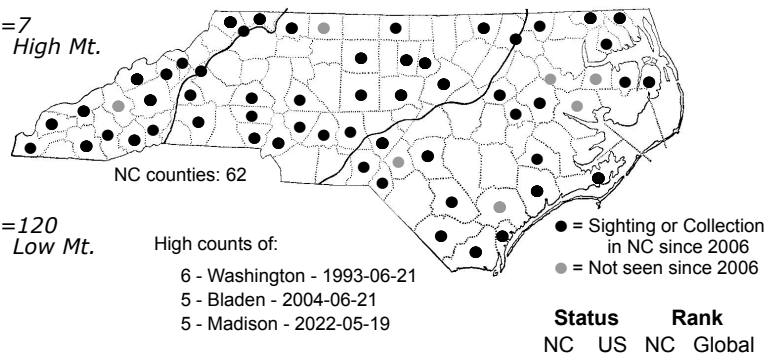 =7
High Mt.
NC counties: 62
=120
Low Mt.
High counts of:
6 - Washington - 1993-06-21
5 - Bladen - 2004-06-21
5 - Madison - 2022-05-19
= Sighting or Collection
in NC since 2006
= Not seen since 2006
Status Rank
NC US NC Global